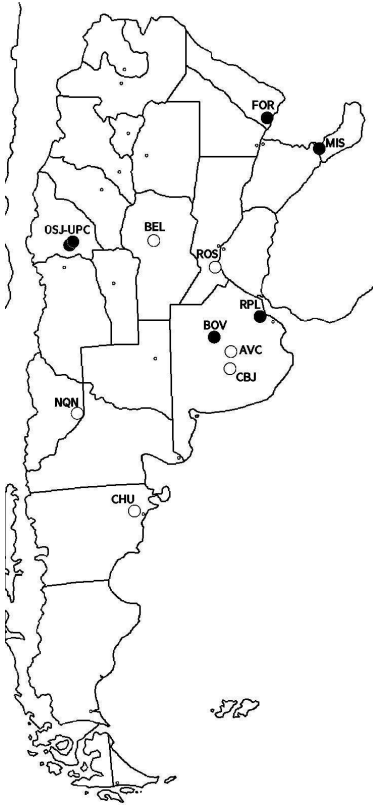 FOR
MIS
OSJ-UPC
BEL
ROS
RPL
BOV
AVC
CBJ
NQN
CHU